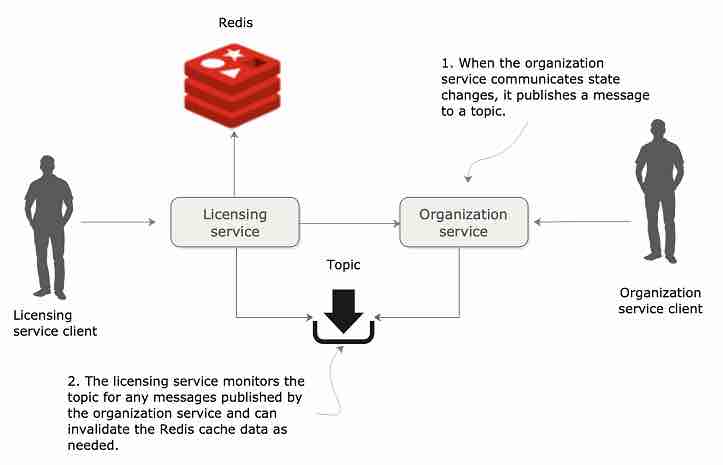 Redis
1. When the organization
service communicates state
changes, it publishes a message
to a topic.
Licensing
service
Organization
service
Topic
Licensing
service client
Organization
service client
2. The licensing service monitors the
topic for any messages published by
the organization service and can
invalidate the Redis cache data as
needed.